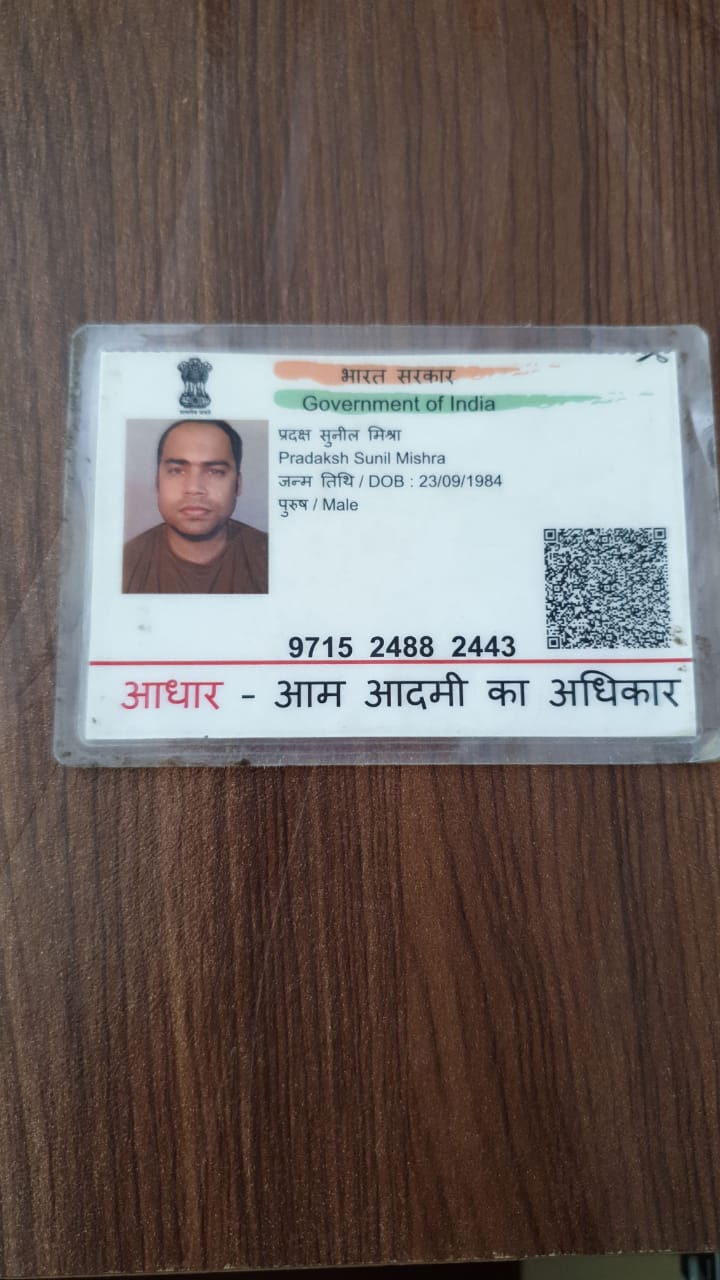 भारत सरकार
Government of India
प्रदक्ष सुनील मिश्रा
Pradaksh Sunil Mishra
जन्म तिथि / DOB : 23/09/1984
पुरुष / Male
9715 2488 2443
आधार - आम आदमी का अधिकार